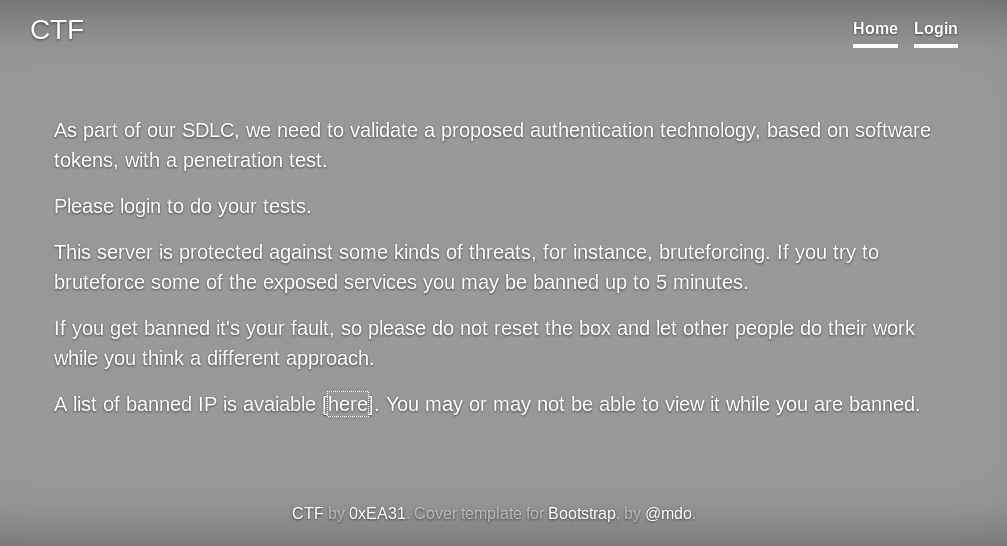 CTF
Home Login
As part of our SDLC, we need to validate a proposed authentication technology, based on software
tokens, with a penetration test.
Please login to do your tests.
This server is protected against some kinds of threats, for instance, bruteforcing. If you try to
bruteforce some of the exposed services you may be banned up to 5 minutes.
If you get banned it's your fault, so please do not reset the box and let other people do their work
while you think a different approach.
A list of banned IP is avaiable [here]. You may or may not be able to view it while you are banned.
CTF by 0xEA31. Cover template for Bootstrap, by @mdo.